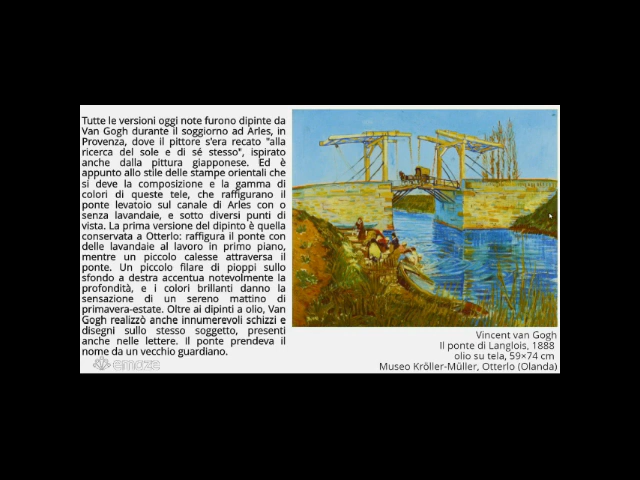 Tutte le versioni oggi note furono dipinte da
Van Gogh durante il soggiorno ad Arles, in
Provenza, dove il pittore s'era recato "alla
ricerca del sole e di sé stesso", ispirato
anche dalla pittura giapponese. Ed è
appunto allo stile delle stampe orientali che
si deve la composizione e la gamma di
colori di queste tele, che raffigurano il
ponte levatoio sul canale di Arles con o
senza lavandaie, e sotto diversi punti di
vista. La prima versione del dipinto è quella
conservata a Otterlo: raffigura il ponte con
delle lavandaie al lavoro in primo piano,
mentre un piccolo calesse attraversa il
ponte. Un piccolo filare di pioppi sullo
sfondo a destra accentua notevolmente la
profondità, e i colori brillanti danno la
sensazione di un sereno mattino di
primavera-estate. Oltre ai dipinti a olio, Van
Gogh realizzò anche innumerevoli schizzi e
disegni sullo stesso soggetto, presenti
anche nelle lettere. Il ponte prendeva il
nome da un vecchio guardiano.
emaze
Vincent van Gogh
Il ponte di Langlois, 1888
olio su tela, 59×74 cm
Museo Kröller-Müller, Otterlo (Olanda)